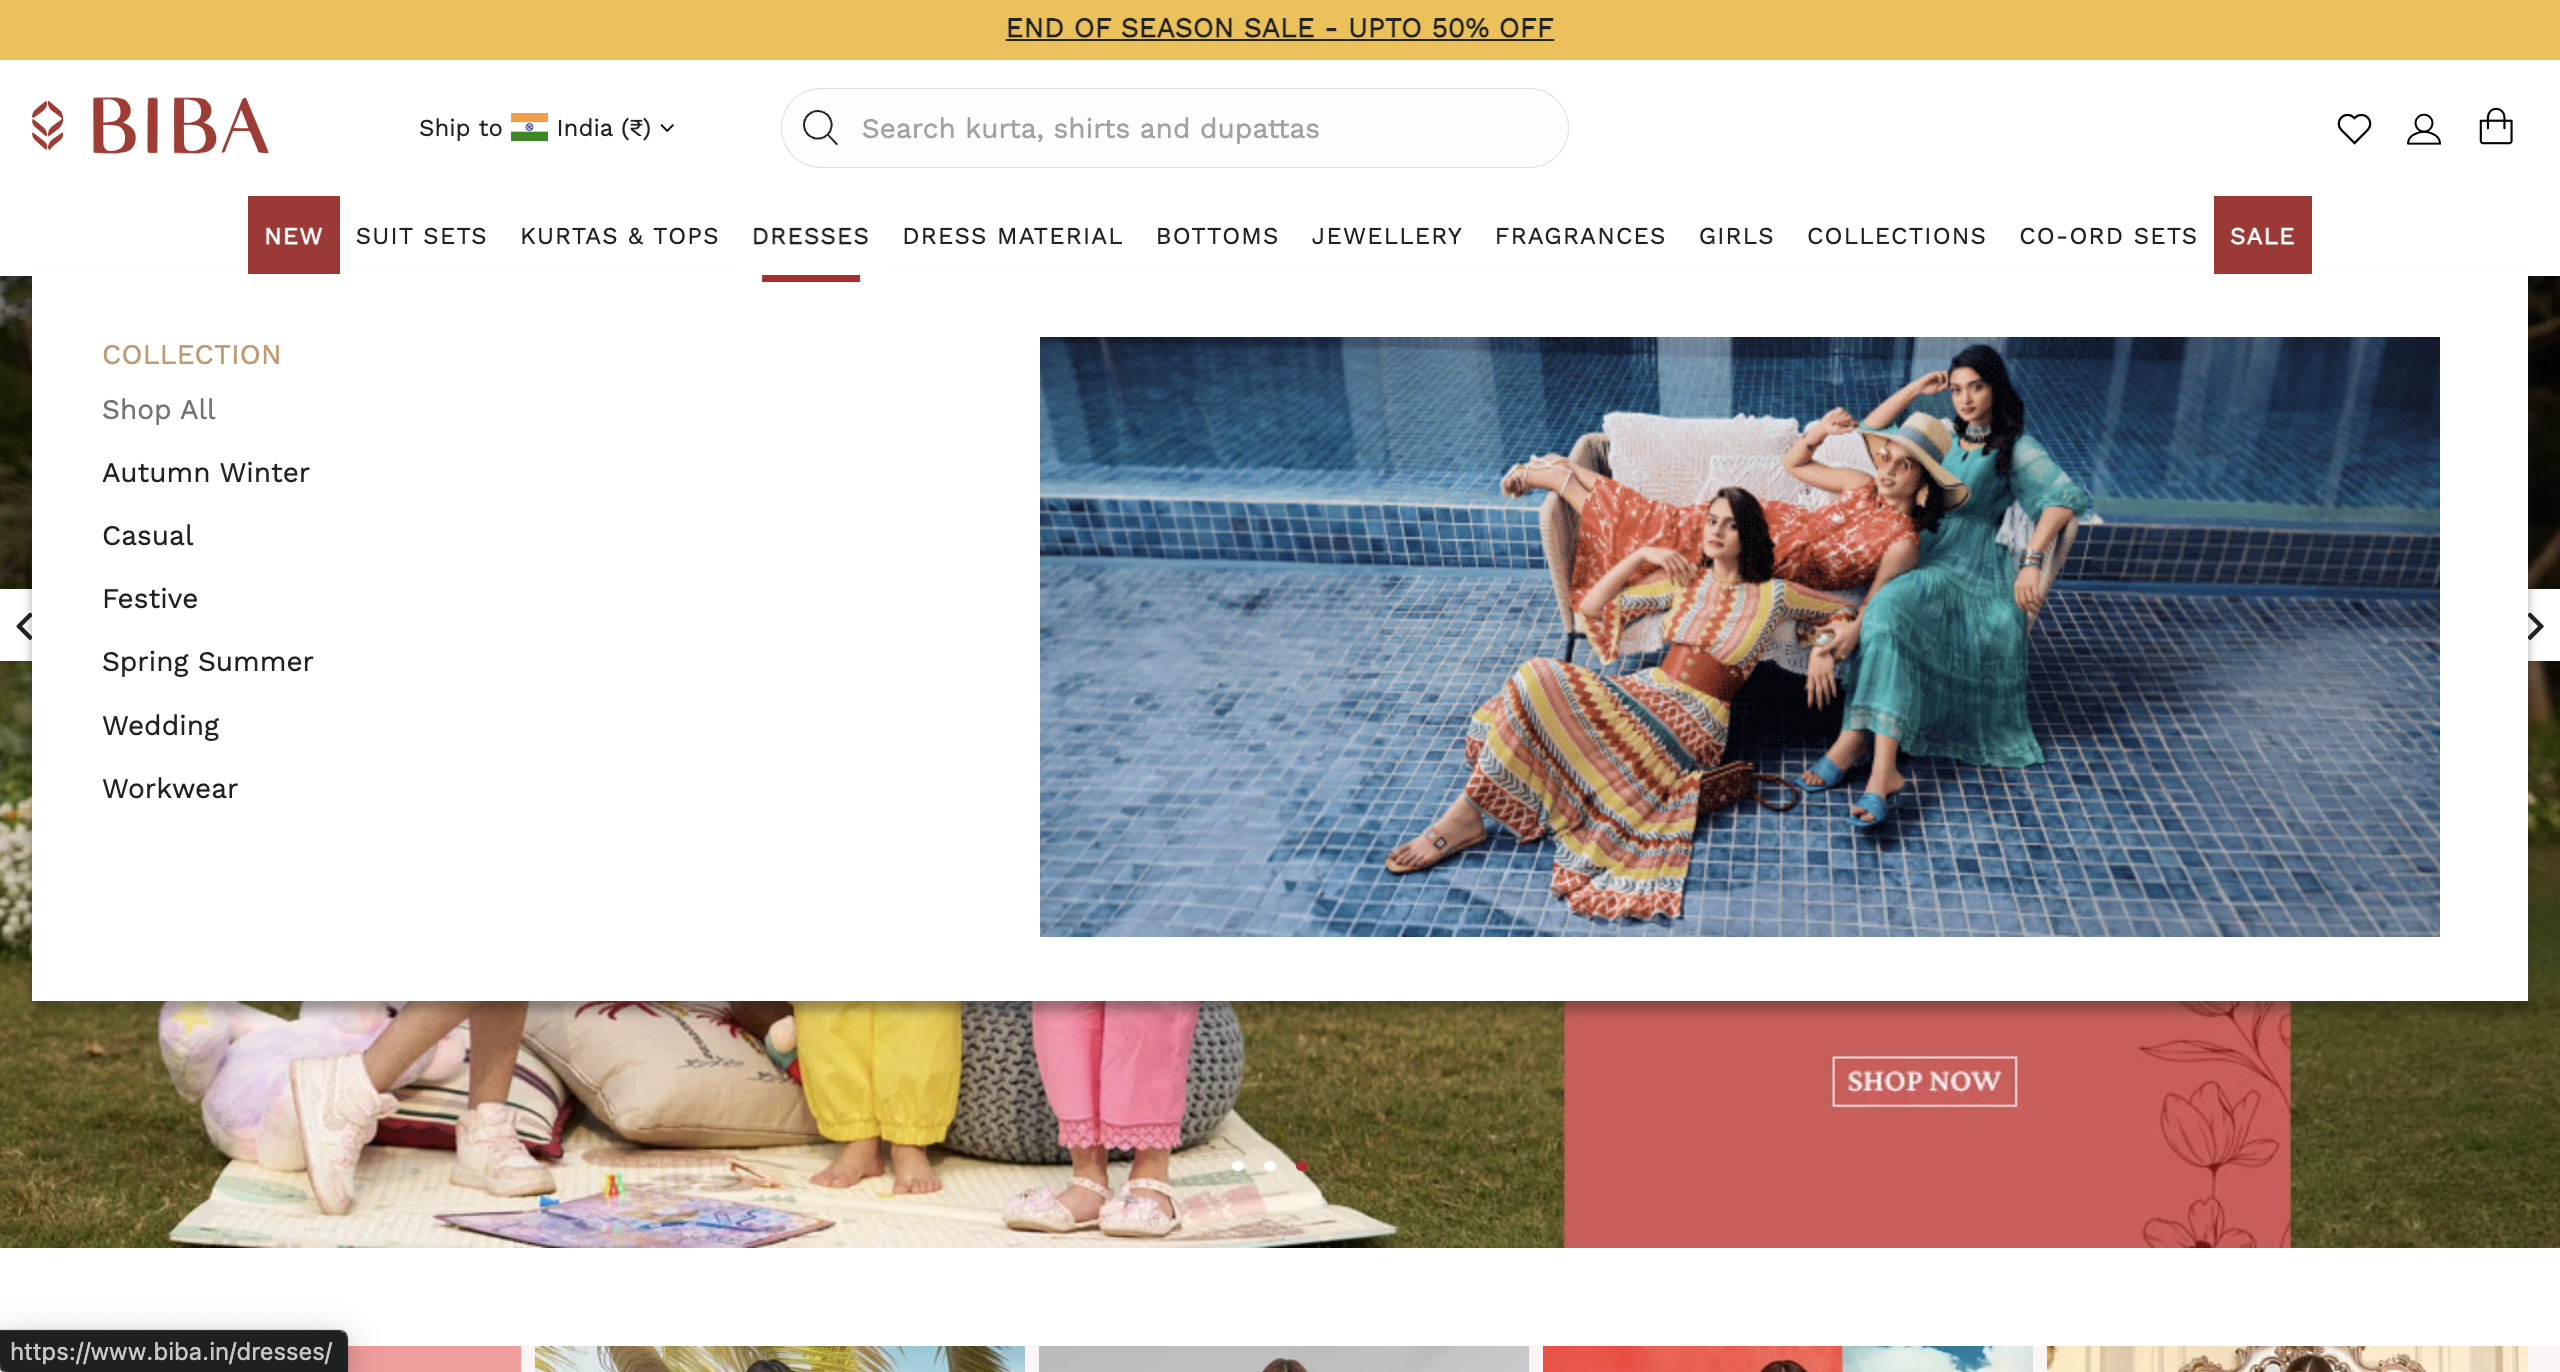 END OF SEASON SALE - UPTO 50% OFF
BIBA
Ship to India (₹)
Search kurta, shirts and dupattas
NEW SUIT SETS KURTAS & TOPS DRESSES DRESS MATERIAL BOTTOMS JEWELLERY FRAGRANCES GIRLS COLLECTIONS CO-ORD SETS SALE
COLLECTION
Shop All
Autumn Winter
Casual
Festive
Spring Summer
Wedding
Workwear
SHOP NOW
https://www.biba.in/dresses/